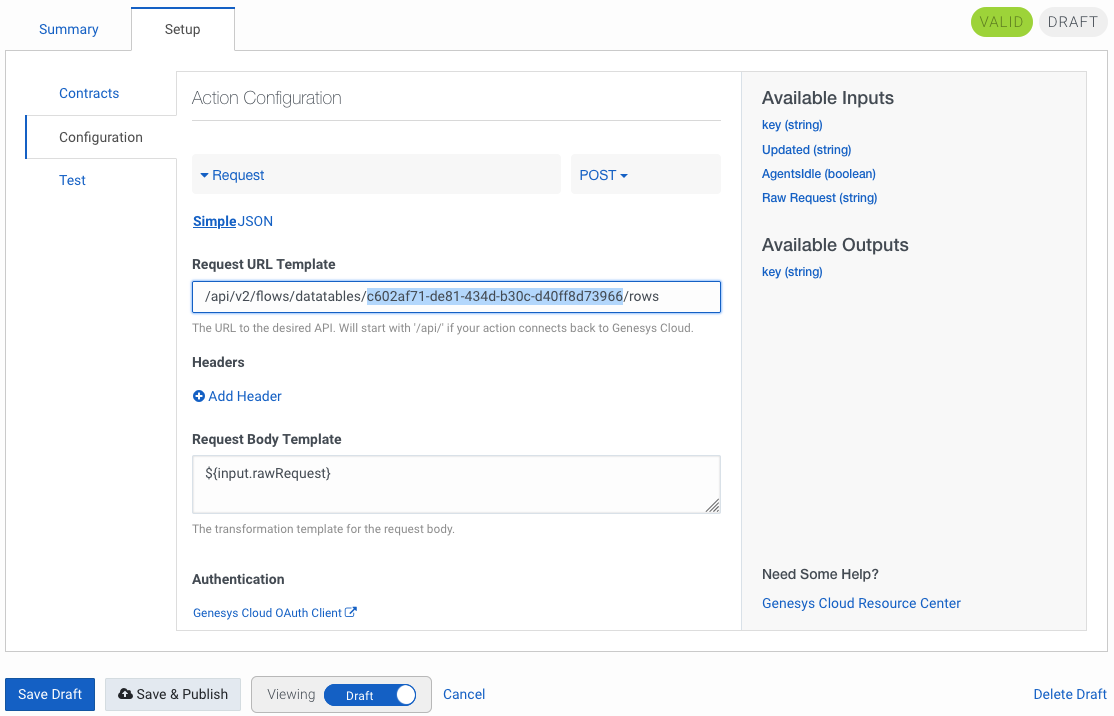 Summary
Setup
VALID
DRAFT
Contracts
Configuration
Test
Action Configuration
Request
POST
Simple JSON
Request URL Template
/api/v2/flows/datatables/c602af71-de81-434d-b30c-d40ff8d73966/rows
The URL to the desired API. Will start with '/api/' if your action connects back to Genesys Cloud.
Headers
Add Header
Request Body Template
${input.rawRequest}
The transformation template for the request body.
Authentication
Genesys Cloud OAuth Client
Available Inputs
key (string)
Updated (string)
AgentsIdle (boolean)
Raw Request (string)
Available Outputs
key (string)
Need Some Help?
Genesys Cloud Resource Center
Save Draft
Save & Publish
Viewing
Draft
Cancel
Delete Draft